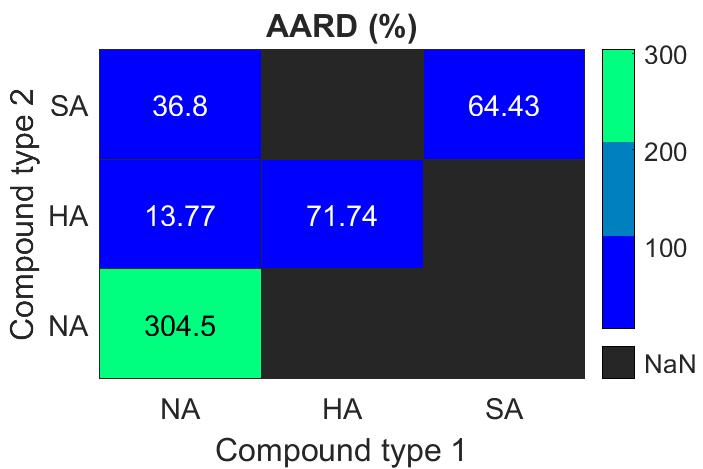 AARD (%)
Compound type 2
SA
36.8
64.43
HA
13.77
71.74
NA
304.5
NA
HA
SA
Compound type 1
300
200
100
NaN